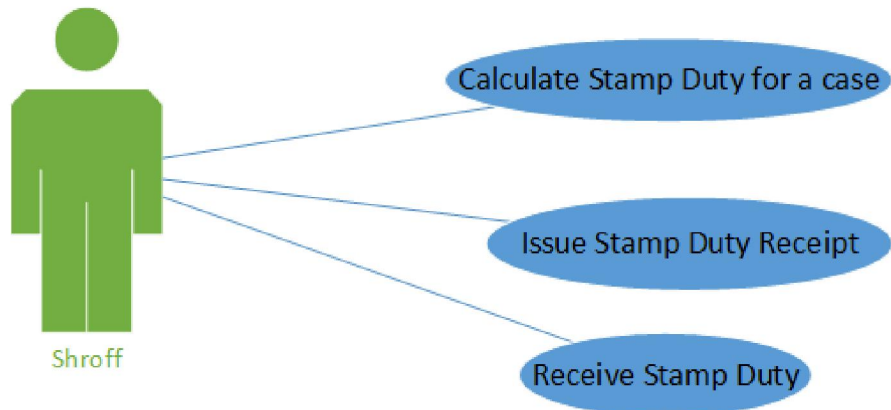 Calculate Stamp Duty for a case
Issue Stamp Duty Receipt
Shroff
Receive Stamp Duty